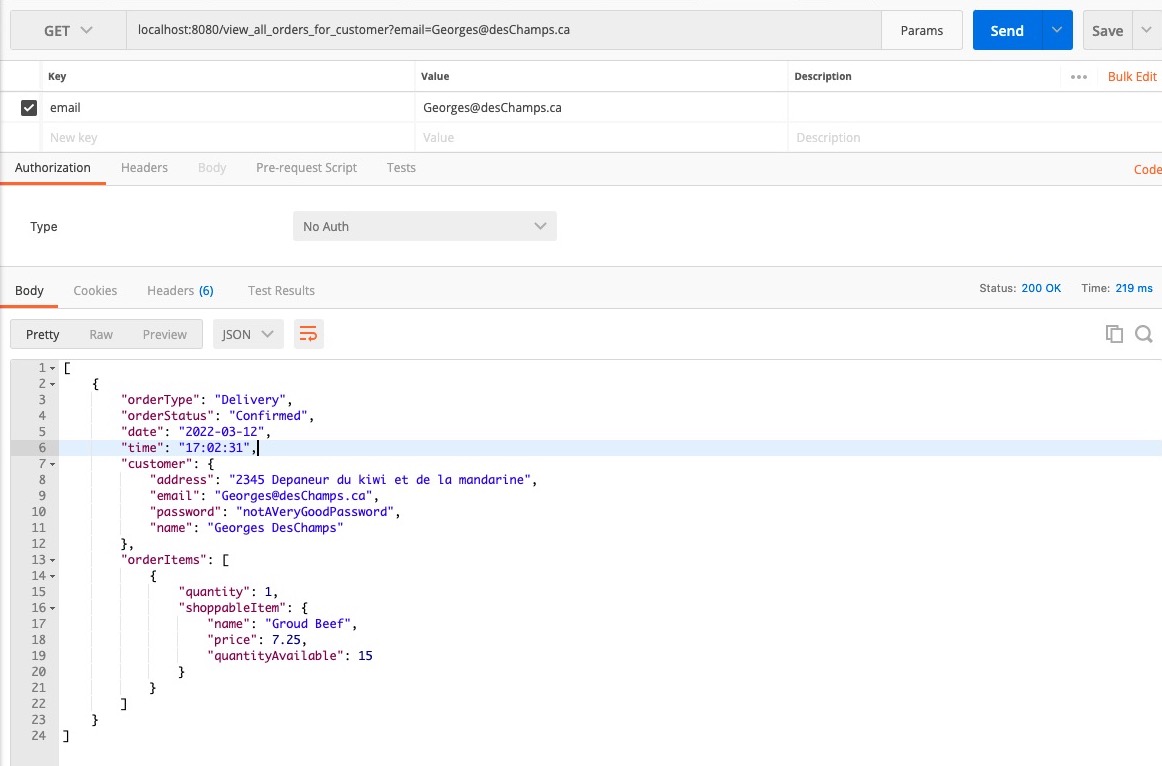 GET localhost:8080/view_all_orders_for_customer?email=Georges@desChamps.ca Params Send Save
Key Value Description ••• Bulk Edit
email Georges@desChamps.ca
New key Value Description
Authorization Headers Body Pre-request Script Tests Code
Type No Auth
Body Cookies Headers (6) Test Results Status: 200 OK Time: 219 ms
Pretty Raw Preview JSON
1 [
2 {
3 "orderType": "Delivery",
4 "orderStatus": "Confirmed",
5 "date": "2022-03-12",
6 "time": "17:02:31",
7 "customer": {
8 "address": "2345 Depaneur du kiwi et de la mandarine",
9 "email": "Georges@desChamps.ca",
10 "password": "notAVeryGoodPassword",
11 "name": "Georges DesChamps"
12 },
13 "orderItems": [
14 {
15 "quantity": 1,
16 "shoppableItem": {
17 "name": "Groud Beef",
18 "price": 7.25,
19 "quantityAvailable": 15
20 }
21 }
22 ]
23 }
24 ]